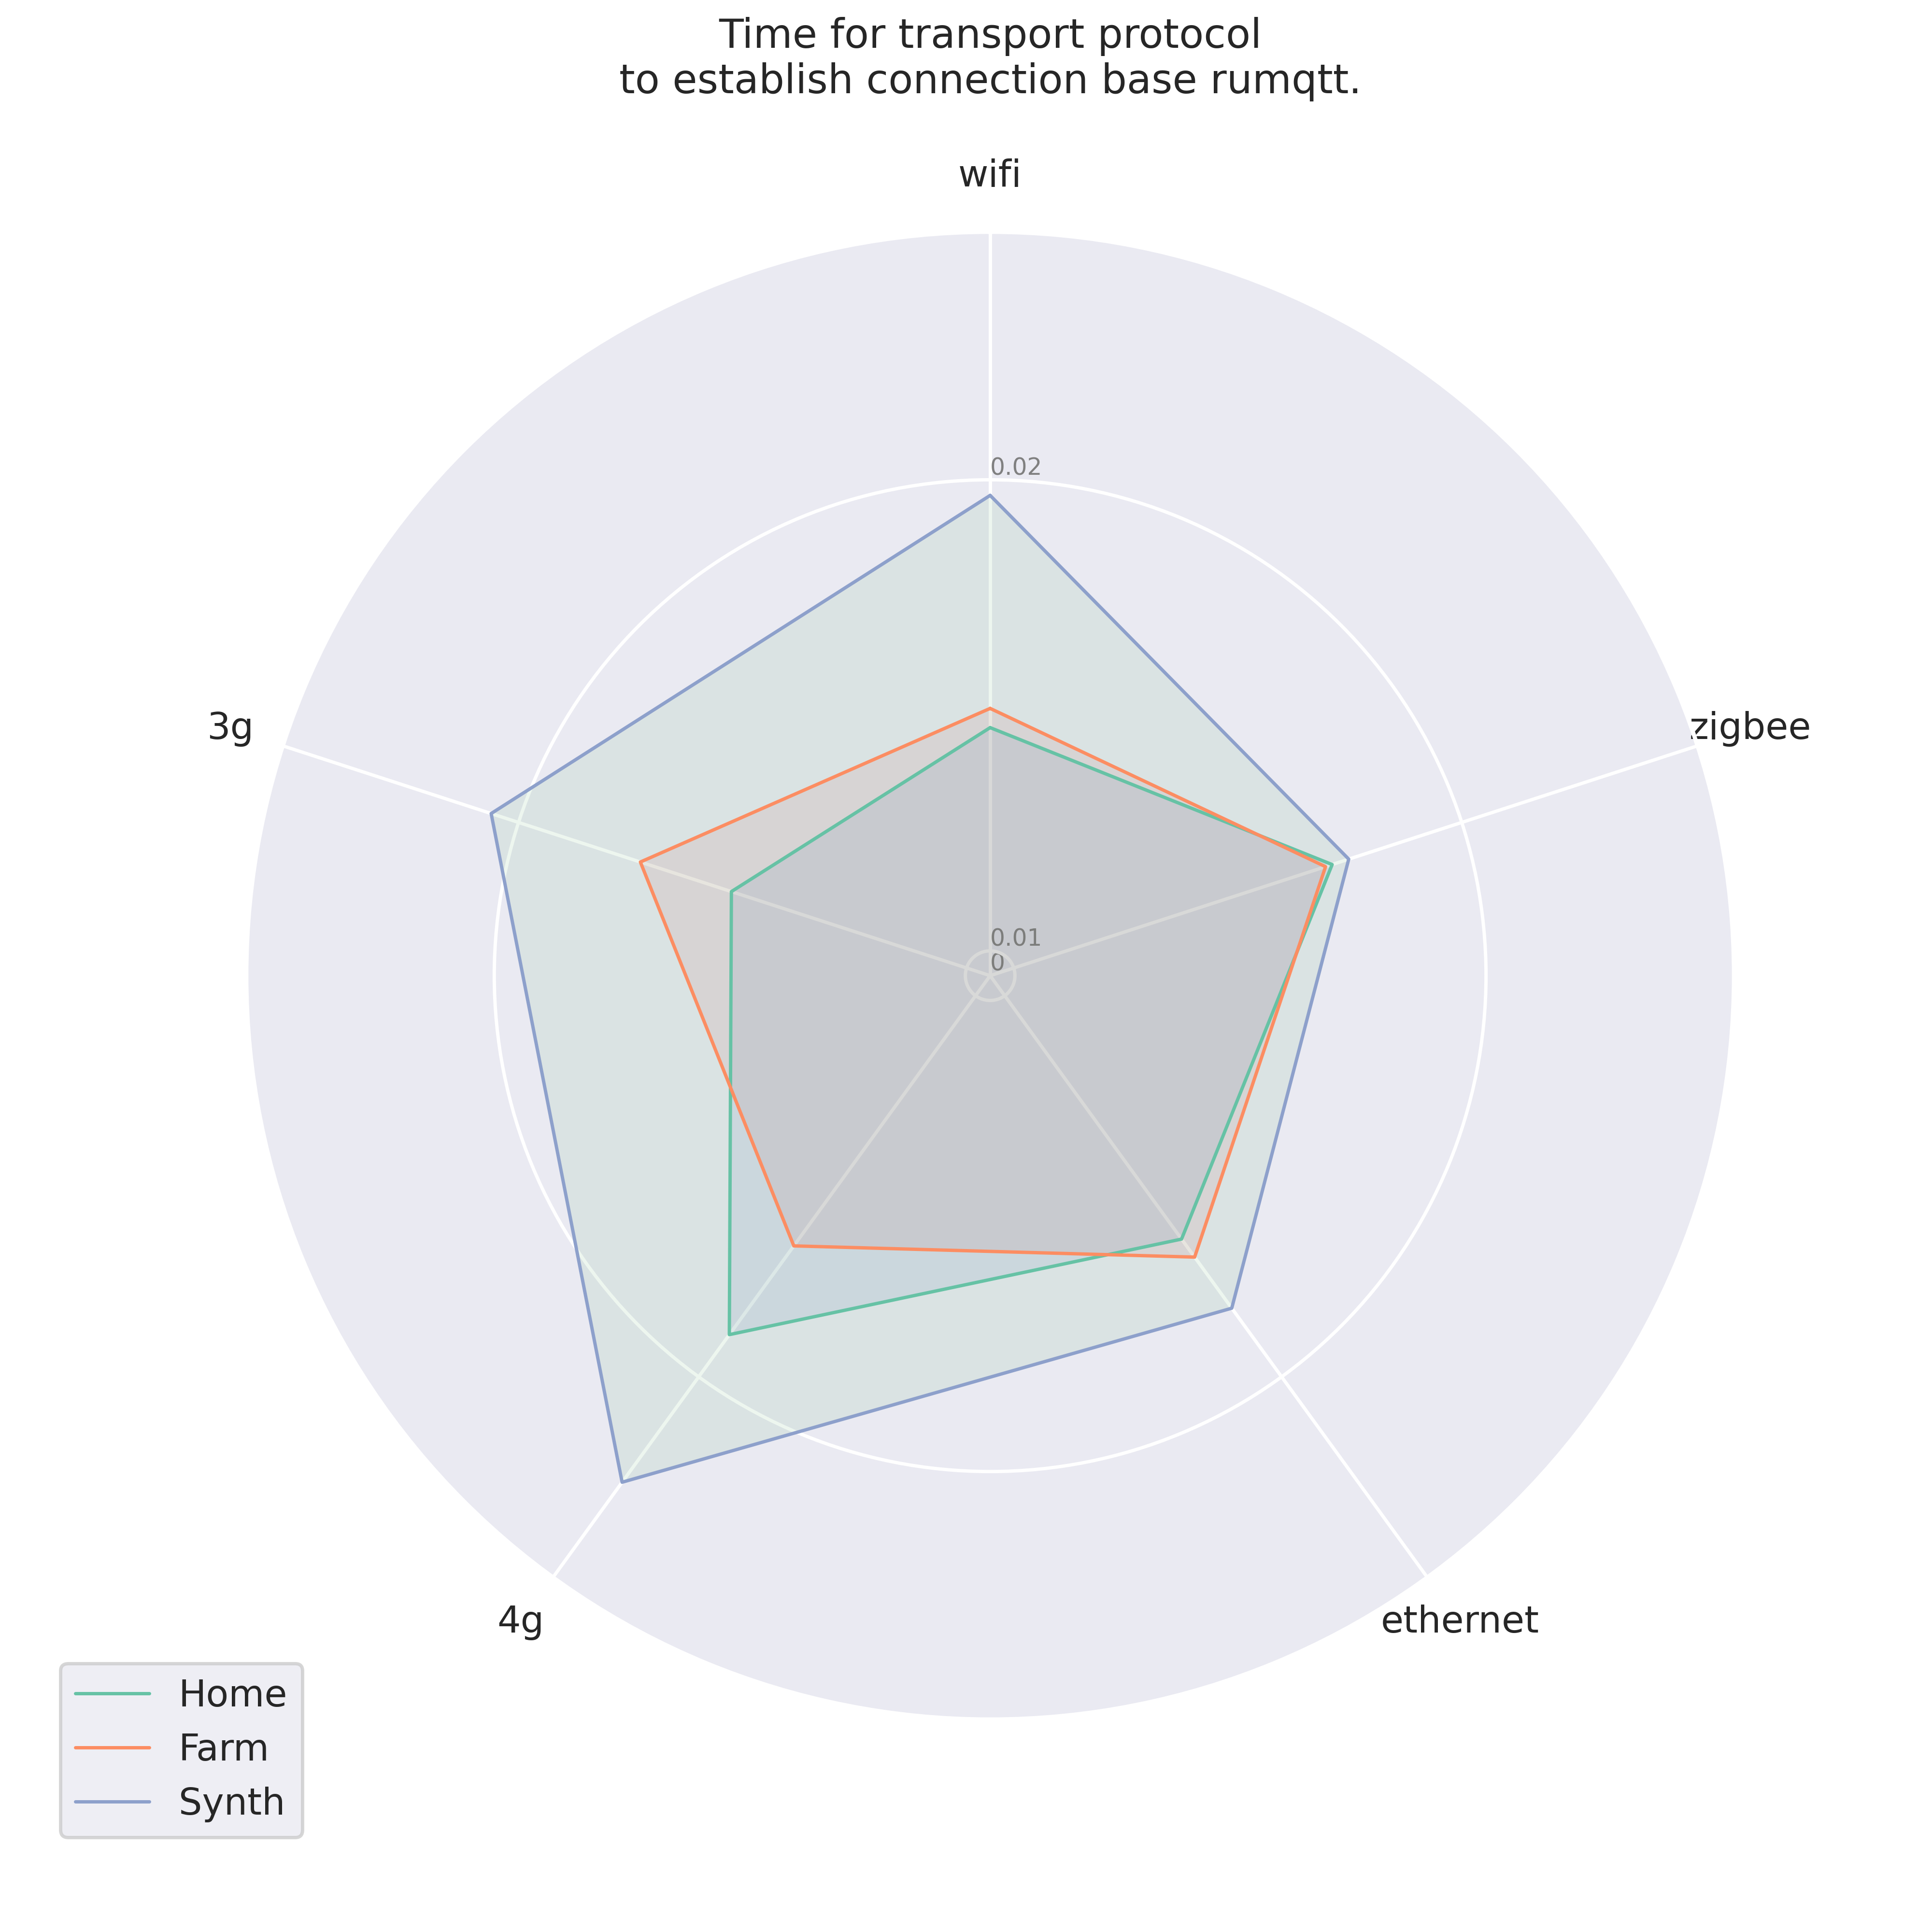 Time for transport protocol
to establish connection base rumqtt.
wifi
0.02
3g
zigbee
0.01
0
4g
ethernet
Home
Farm
Synth